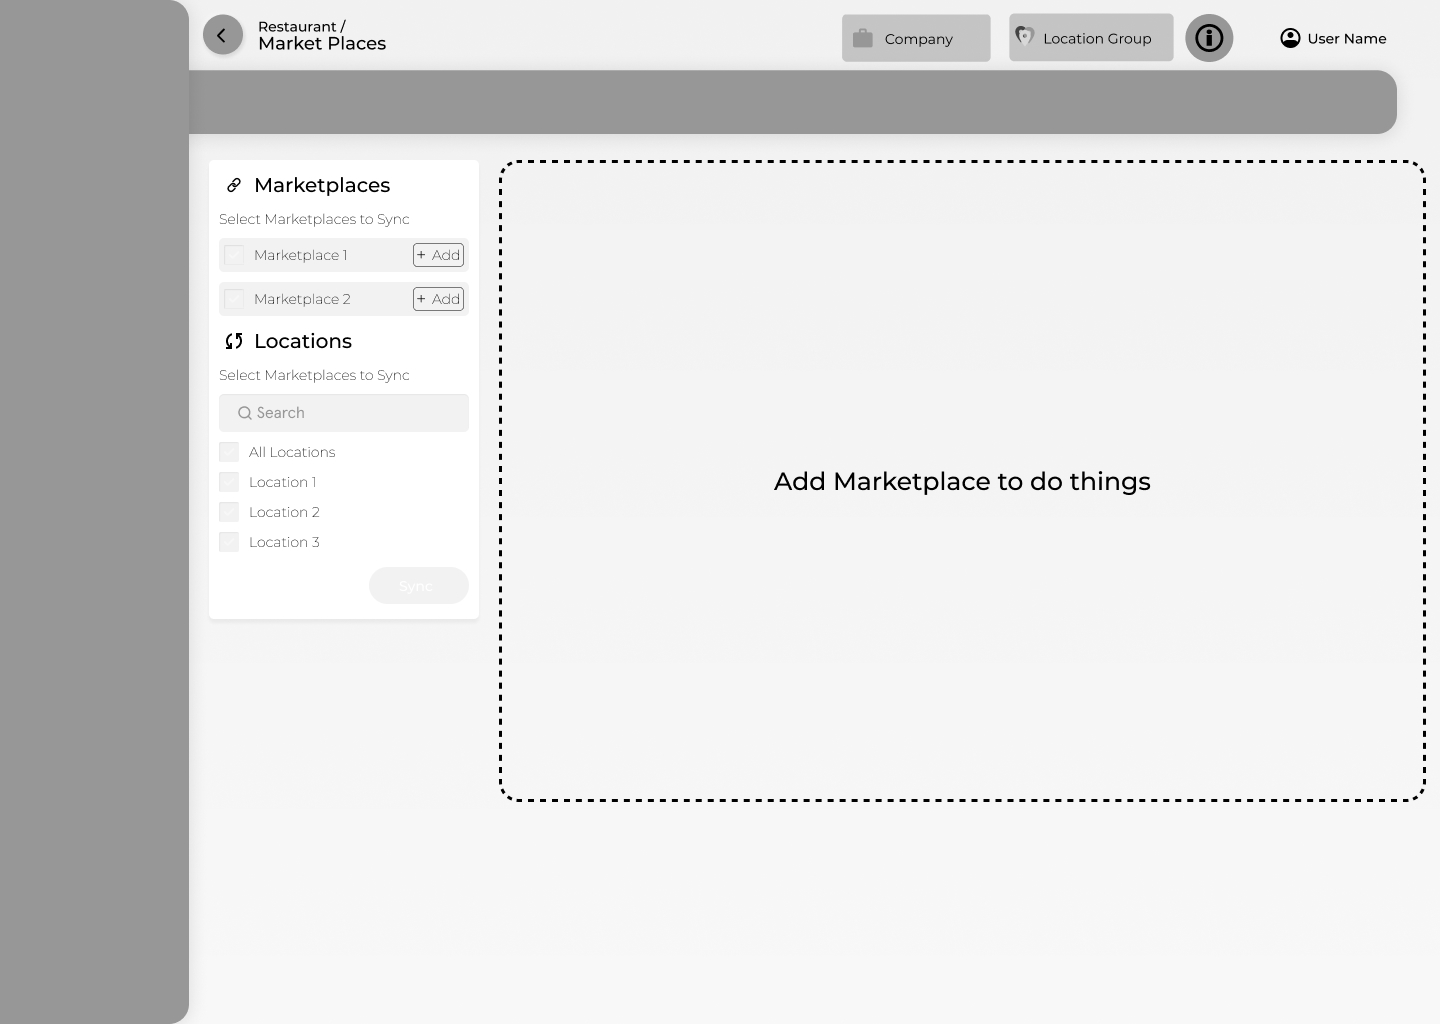 Restaurant /
Market Places
Company
Location Group
User Name
Marketplaces
Select Marketplaces to Sync
Marketplace 1
+ Add
Marketplace 2
+ Add
Locations
Select Marketplaces to Sync
Search
All Locations
Location 1
Location 2
Location 3
Sync
Add Marketplace to do things